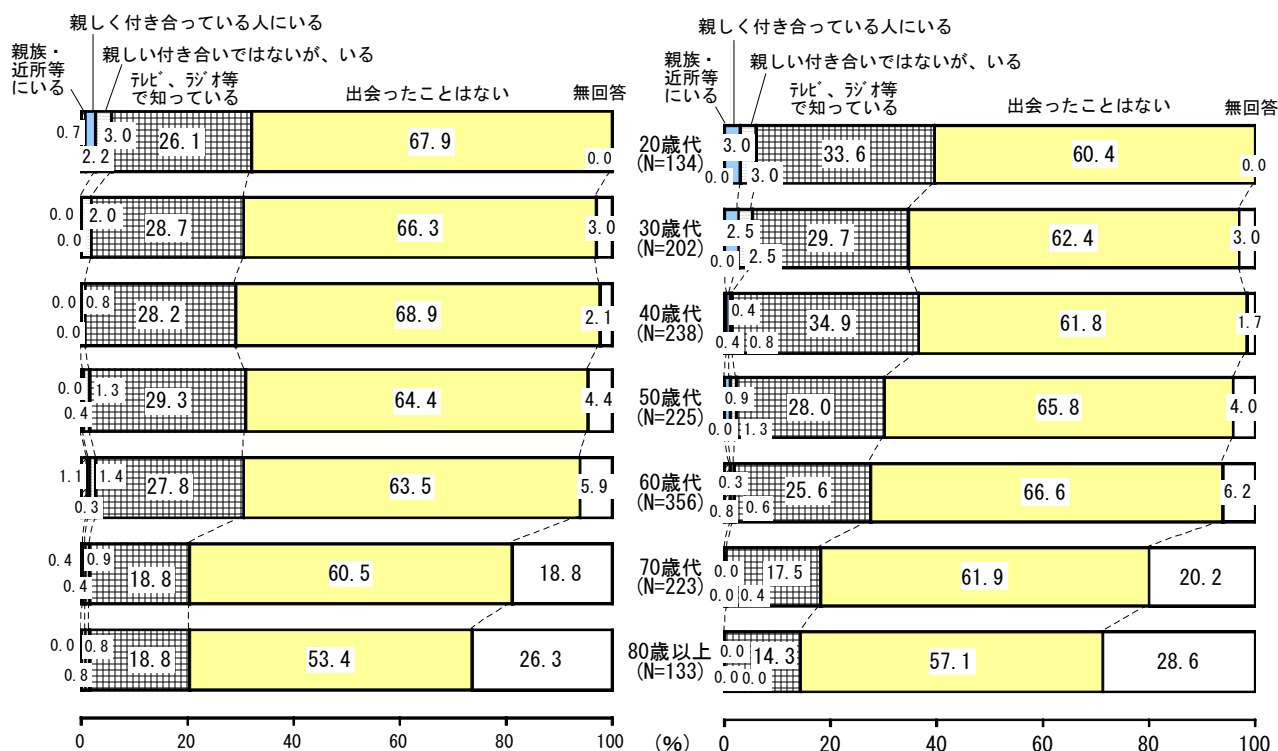 親しく付き合っている人にいる
親族・
近所等
にいる
親しい付き合いではないが、いる
ﾃﾚﾋﾞ、ﾗｼﾞｵ等
で知っている
出会ったことはない
無回答
0.7
2.2
3.0
26.1
67.9
0.0
0.0
0.0
2.0
28.7
66.3
3.0
0.0
0.0
0.8
28.2
68.9
2.1
0.0
0.4
1.3
29.3
64.4
4.4
1.1
0.3
1.4
27.8
63.5
5.9
0.4
0.4
0.9
18.8
60.5
18.8
0.0
0.8
0.8
18.8
53.4
26.3
0 20 40 60 80 100
(%)
親しく付き合っている人にいる
親族・
近所等
にいる
親しい付き合いではないが、いる
ﾃﾚﾋﾞ、ﾗｼﾞｵ等
で知っている
出会ったことはない
無回答
20歳代
(N=134)
0.0
3.0
3.0
33.6
60.4
0.0
30歳代
(N=202)
0.0
2.5
2.5
29.7
62.4
3.0
40歳代
(N=238)
0.4
0.4
0.8
34.9
61.8
1.7
50歳代
(N=225)
0.0
0.9
1.3
28.0
65.8
4.0
60歳代
(N=356)
0.8
0.3
0.6
25.6
66.6
6.2
70歳代
(N=223)
0.0
0.0
0.4
17.5
61.9
20.2
80歳以上
(N=133)
0.0
0.0
0.0
14.3
57.1
28.6
0 20 40 60 80 100